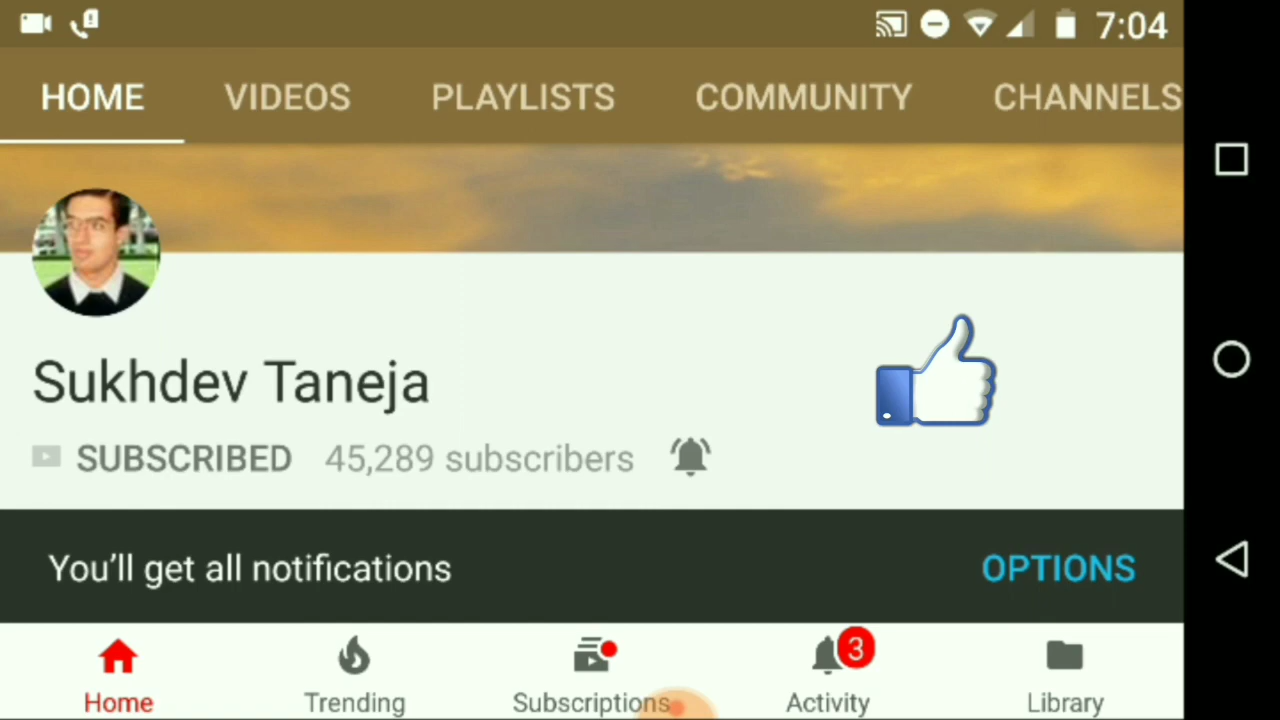 7:04
HOME VIDEOS PLAYLISTS COMMUNITY CHANNELS
Sukhdev Taneja
SUBSCRIBED 45,289 subscribers
You'll get all notifications OPTIONS
3
Home Trending Subscriptions Activity Library